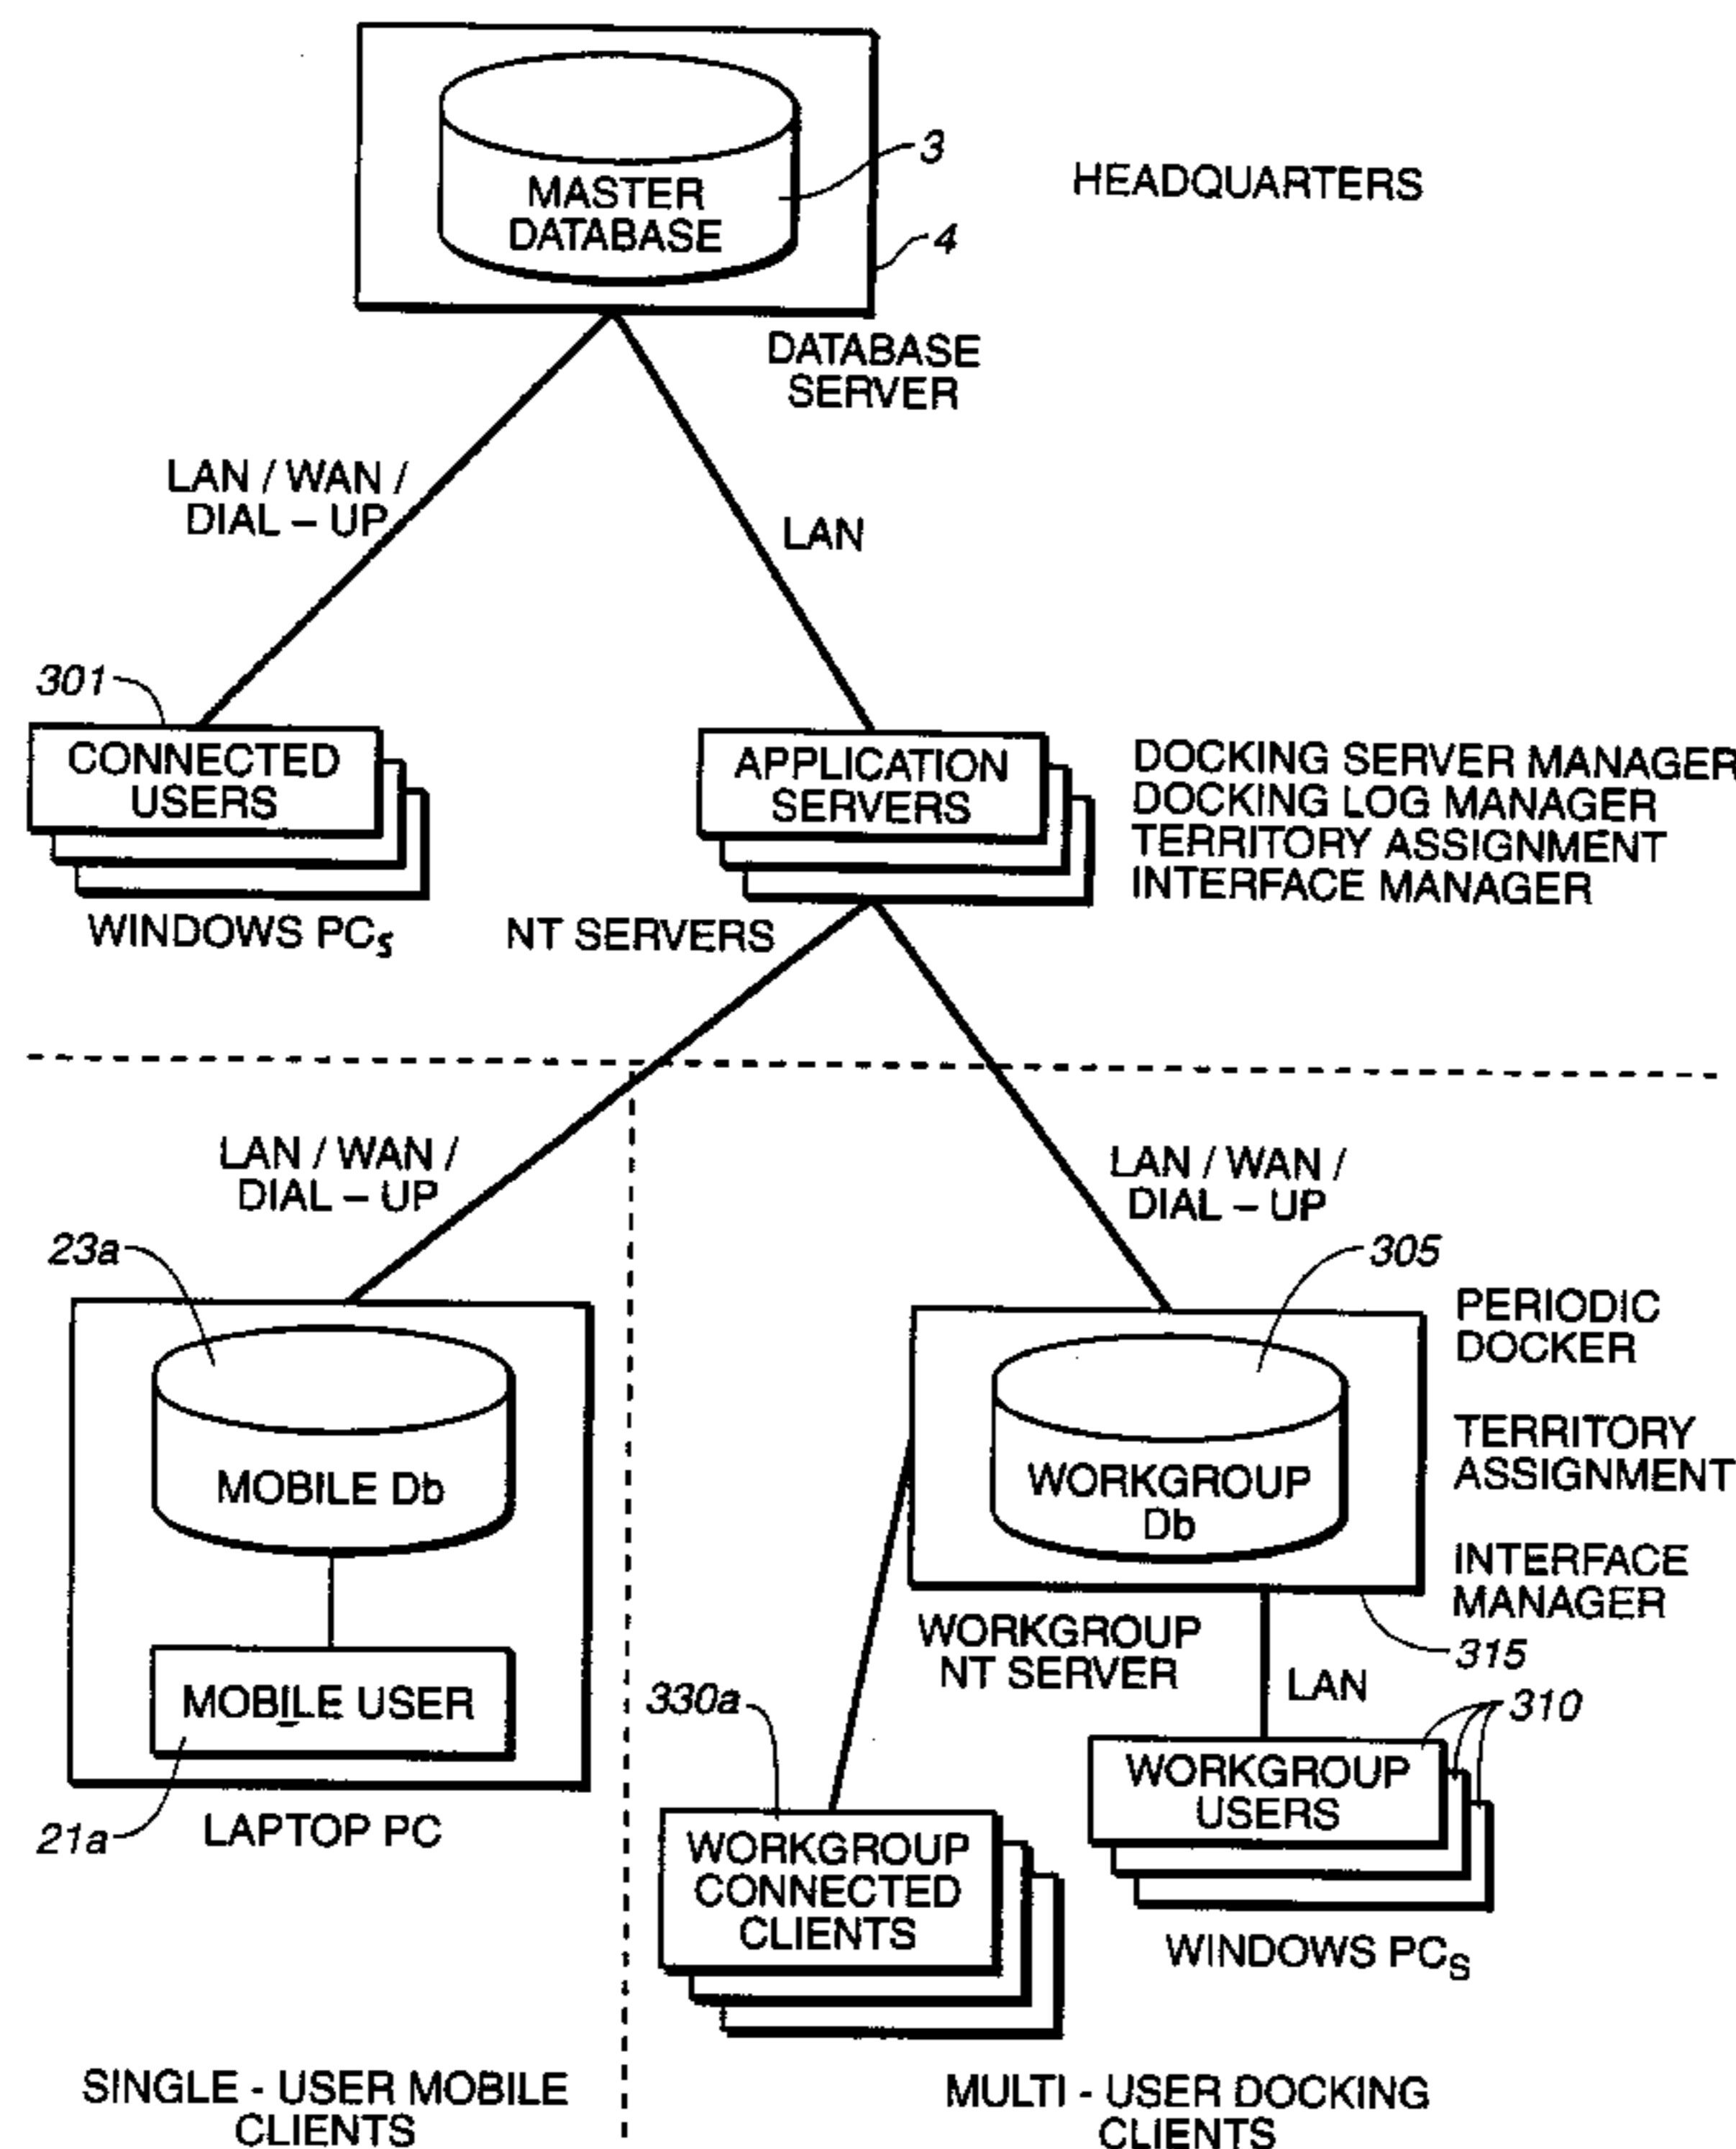 MASTER
DATABASE
3
HEADQUARTERS
4
DATABASE
SERVER
LAN / WAN /
DIAL – UP
LAN
301
CONNECTED
USERS
WINDOWS PCs
APPLICATION
SERVERS
NT SERVERS
DOCKING SERVER MANAGER
DOCKING LOG MANAGER
TERRITORY ASSIGNMENT
INTERFACE MANAGER
LAN / WAN /
DIAL – UP
LAN / WAN /
DIAL – UP
23a
MOBILE Db
MOBILE USER
21a
LAPTOP PC
305
WORKGROUP
Db
PERIODIC
DOCKER
TERRITORY
ASSIGNMENT
INTERFACE
MANAGER
315
WORKGROUP
NT SERVER
LAN
310
330a
WORKGROUP
USERS
WORKGROUP
CONNECTED
CLIENTS
WINDOWS PCS
SINGLE - USER MOBILE
CLIENTS
MULTI - USER DOCKING
CLIENTS